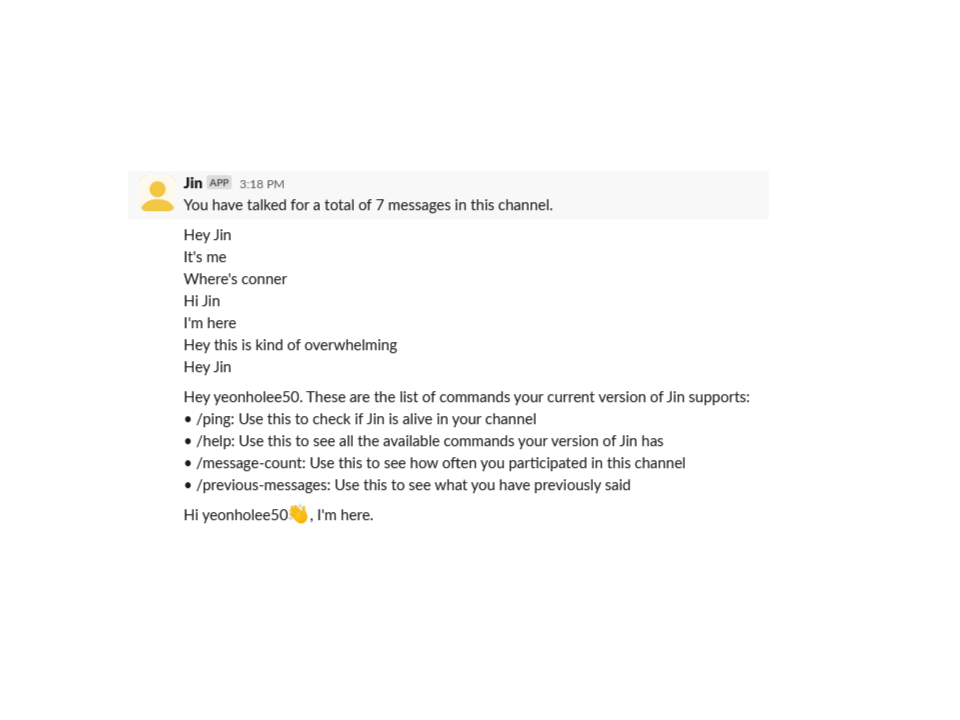 Jin APP 3:18 PM
You have talked for a total of 7 messages in this channel.
Hey Jin
It's me
Where's conner
Hi Jin
I'm here
Hey this is kind of overwhelming
Hey Jin
Hey yeonholee50. These are the list of commands your current version of Jin supports:
• /ping: Use this to check if Jin is alive in your channel
• /help: Use this to see all the available commands your version of Jin has
• /message-count: Use this to see how often you participated in this channel
• /previous-messages: Use this to see what you have previously said
Hi yeonholee50👋, I'm here.